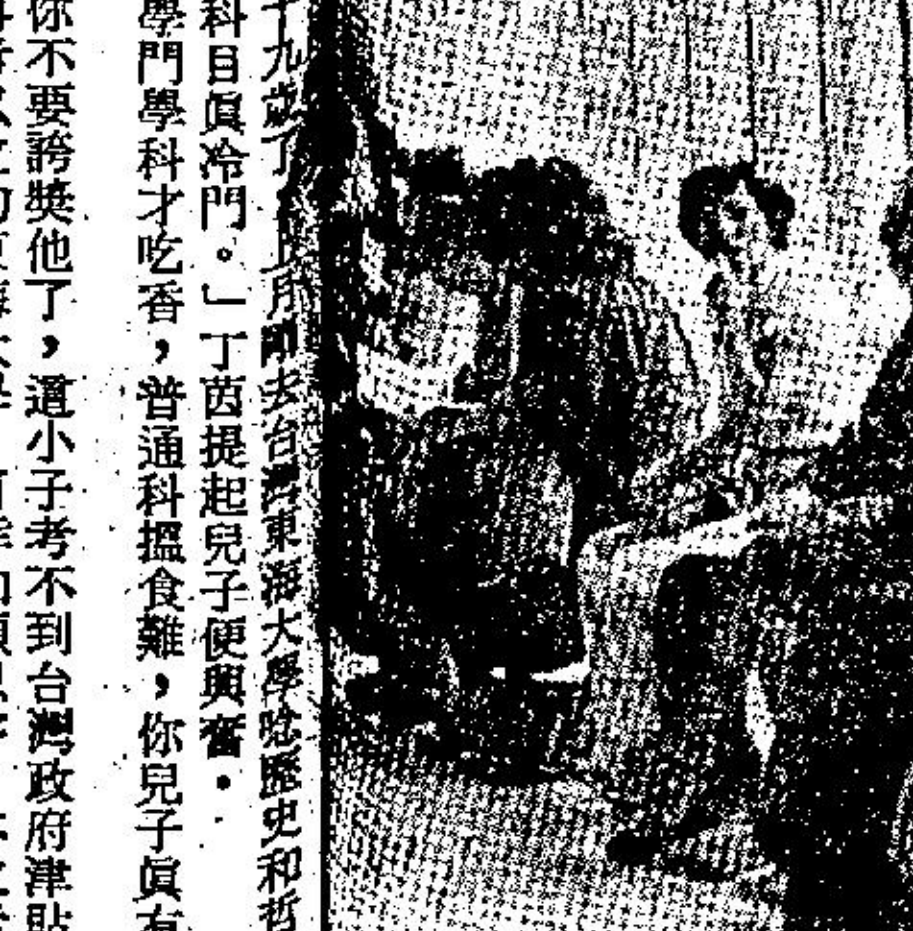 十九歲了，上月剛去台灣東海大學唸歷史和哲
科目眞冷門。」丁茵提起兒子便興奮．
學門學科才吃香，普通科搵食難，你兒子眞有
你不要誇獎他了，這小子考不到台灣政府津貼